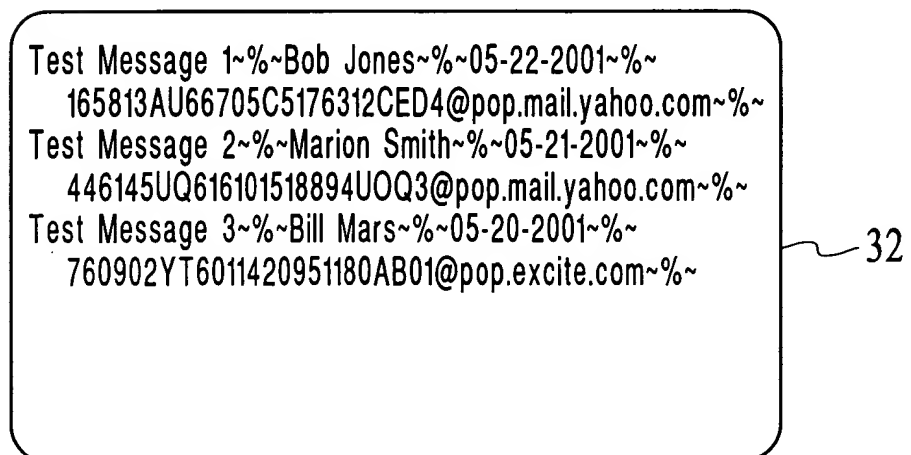 Test Message 1~%~Bob Jones~%~05-22-2001~%~
165813AU66705C5176312CED4@pop.mail.yahoo.com~%~
Test Message 2~%~Marion Smith~%~05-21-2001~%~
446145UQ616101518894UOQ3@pop.mail.yahoo.com~%~
Test Message 3~%~Bill Mars~%~05-20-2001~%~
760902YT6011420951180AB01@pop.excite.com~%~
32